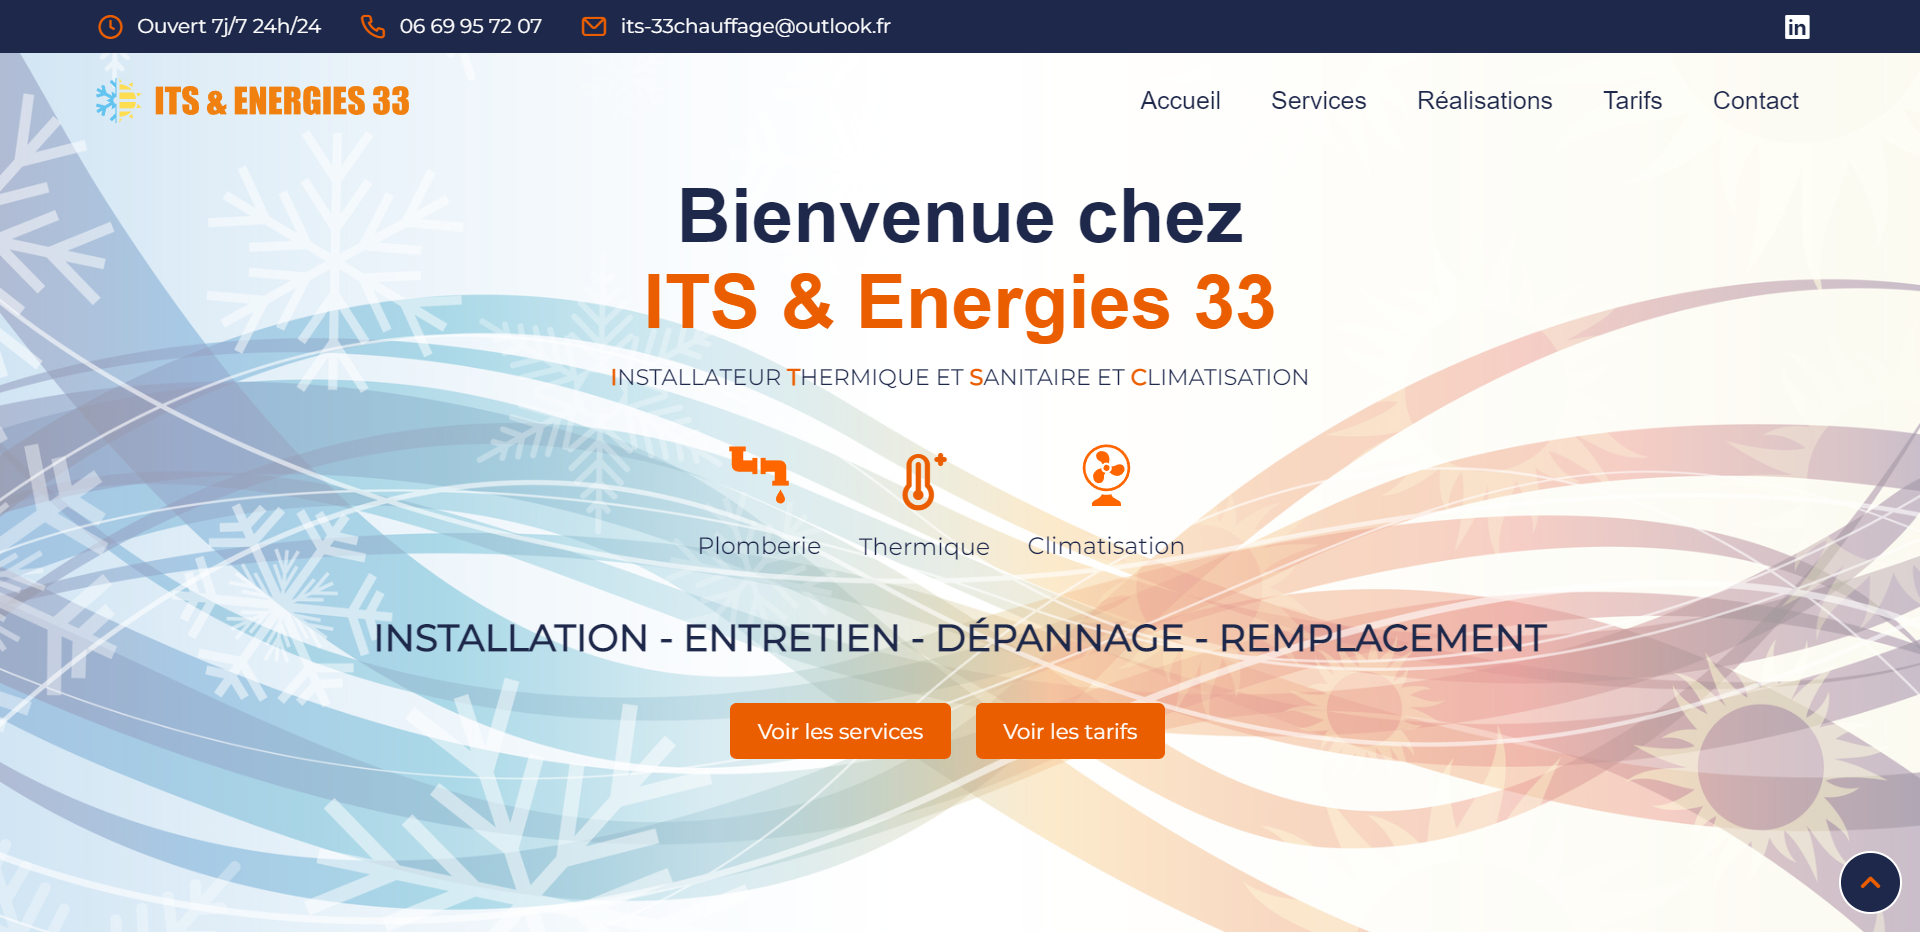 Ouvert 7j/7 24h/24
06 69 95 72 07
its-33chauffage@outlook.fr
in
ITS & ENERGIES 33
Accueil
Services
Réalisations
Tarifs
Contact
Bienvenue chez
ITS & Energies 33
INSTALLATEUR THERMIQUE ET SANITAIRE ET CLIMATISATION
Plomberie
Thermique
Climatisation
INSTALLATION - ENTRETIEN - DÉPANNAGE - REMPLACEMENT
Voir les services
Voir les tarifs